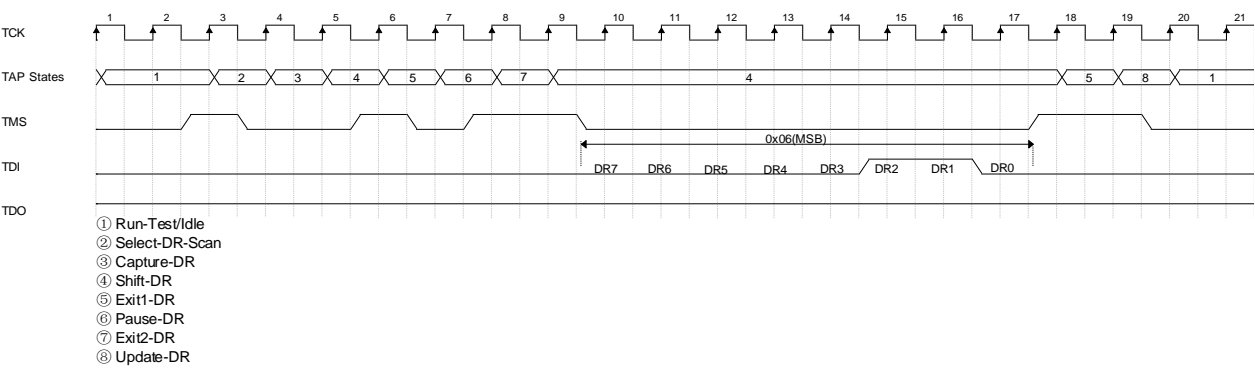 1 2 3 4 5 6 7 8 9 10 11 12 13 14 15 16 17 18 19 20 21
TCK
TAP States 1 2 3 4 5 6 7 4 5 8 1
TMS
0x06(MSB)
TDI DR7 DR6 DR5 DR4 DR3 DR2 DR1 DR0
TDO
① Run-Test/Idle
② Select-DR-Scan
③ Capture-DR
④ Shift-DR
⑤ Exit1-DR
⑥ Pause-DR
⑦ Exit2-DR
⑧ Update-DR